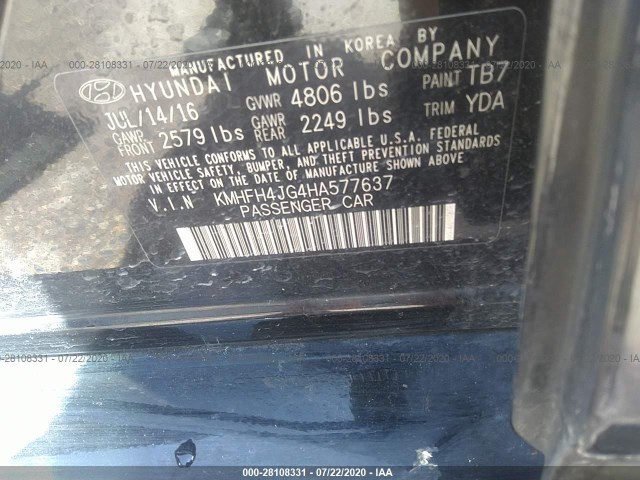 MANUFACTURED IN KOREA BY
HYUNDAI MOTOR COMPANY
JUL/14/16 GVWR 4806 lbs PAINT TB7
GAWR FRONT 2579 lbs GAWR REAR 2249 lbs TRIM YDA
THIS VEHICLE CONFORMS TO ALL APPLICABLE U.S.A. FEDERAL
MOTOR VEHICLE SAFETY, BUMPER, AND THEFT PREVENTION STANDARDS
IN EFFECT ON THE DATE OF MANUFACTURE SHOWN ABOVE.
V.I.N KMHFH4JG4HA577637
PASSENGER CAR
000-28108331 - 07/22/2020 - IAA